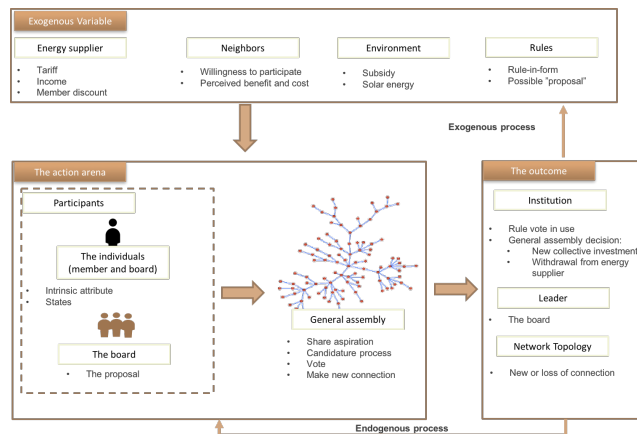 Exogenous Variable
Energy supplier
• Tariff
• Income
• Member discount
Neighbors
• Willingness to participate
• Perceived benefit and cost
Environment
• Subsidy
• Solar energy
Rules
• Rule-in-form
• Possible "proposal"
Exogenous process
The action arena
Participants
The individuals
(member and board)
• Intrinsic attribute
• States
The board
• The proposal
General assembly
• Share aspiration
• Candidature process
• Vote
• Make new connection
The outcome
Institution
• Rule vote in use
• General assembly decision:
• New collective investment
• Withdrawal from energy
supplier
Leader
• The board
Network Topology
• New or loss of connection
Endogenous process